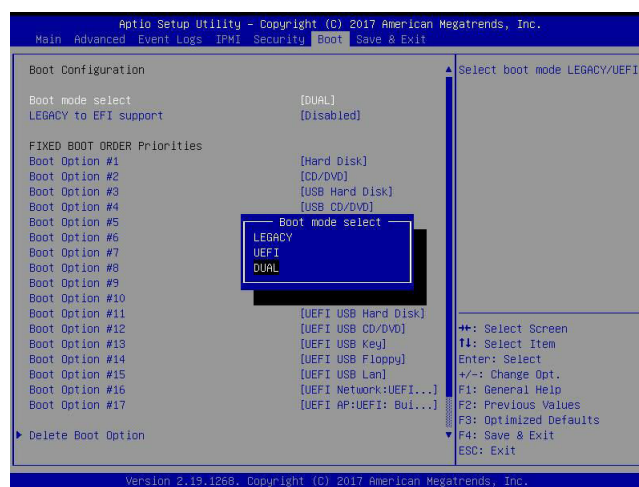 Aptio Setup Utility – Copyright (C) 2017 American Megatrends, Inc.
Main Advanced Event Logs IPMI Security Boot Save & Exit
Boot Configuration
Boot mode select [DUAL]
LEGACY to EFI support [Disabled]
FIXED BOOT ORDER Priorities
Boot Option #1 [Hard Disk]
Boot Option #2 [CD/DVD]
Boot Option #3 [USB Hard Disk]
Boot Option #4 [USB CD/DVD]
Boot Option #5
Boot Option #6
Boot Option #7
Boot Option #8
Boot Option #9
Boot Option #10
Boot Option #11 [UEFI USB Hard Disk]
Boot Option #12 [UEFI USB CD/DVD]
Boot Option #13 [UEFI USB Key]
Boot Option #14 [UEFI USB Floppy]
Boot Option #15 [UEFI USB Lan]
Boot Option #16 [UEFI Network:UEFI...]
Boot Option #17 [UEFI AP:UEFI: Bui...]
Delete Boot Option
Boot mode select
LEGACY
UEFI
DUAL
Select boot mode LEGACY/UEFI
→←: Select Screen
↑↓: Select Item
Enter: Select
+/-: Change Opt.
F1: General Help
F2: Previous Values
F3: Optimized Defaults
F4: Save & Exit
ESC: Exit
Version 2.19.1268. Copyright (C) 2017 American Megatrends, Inc.